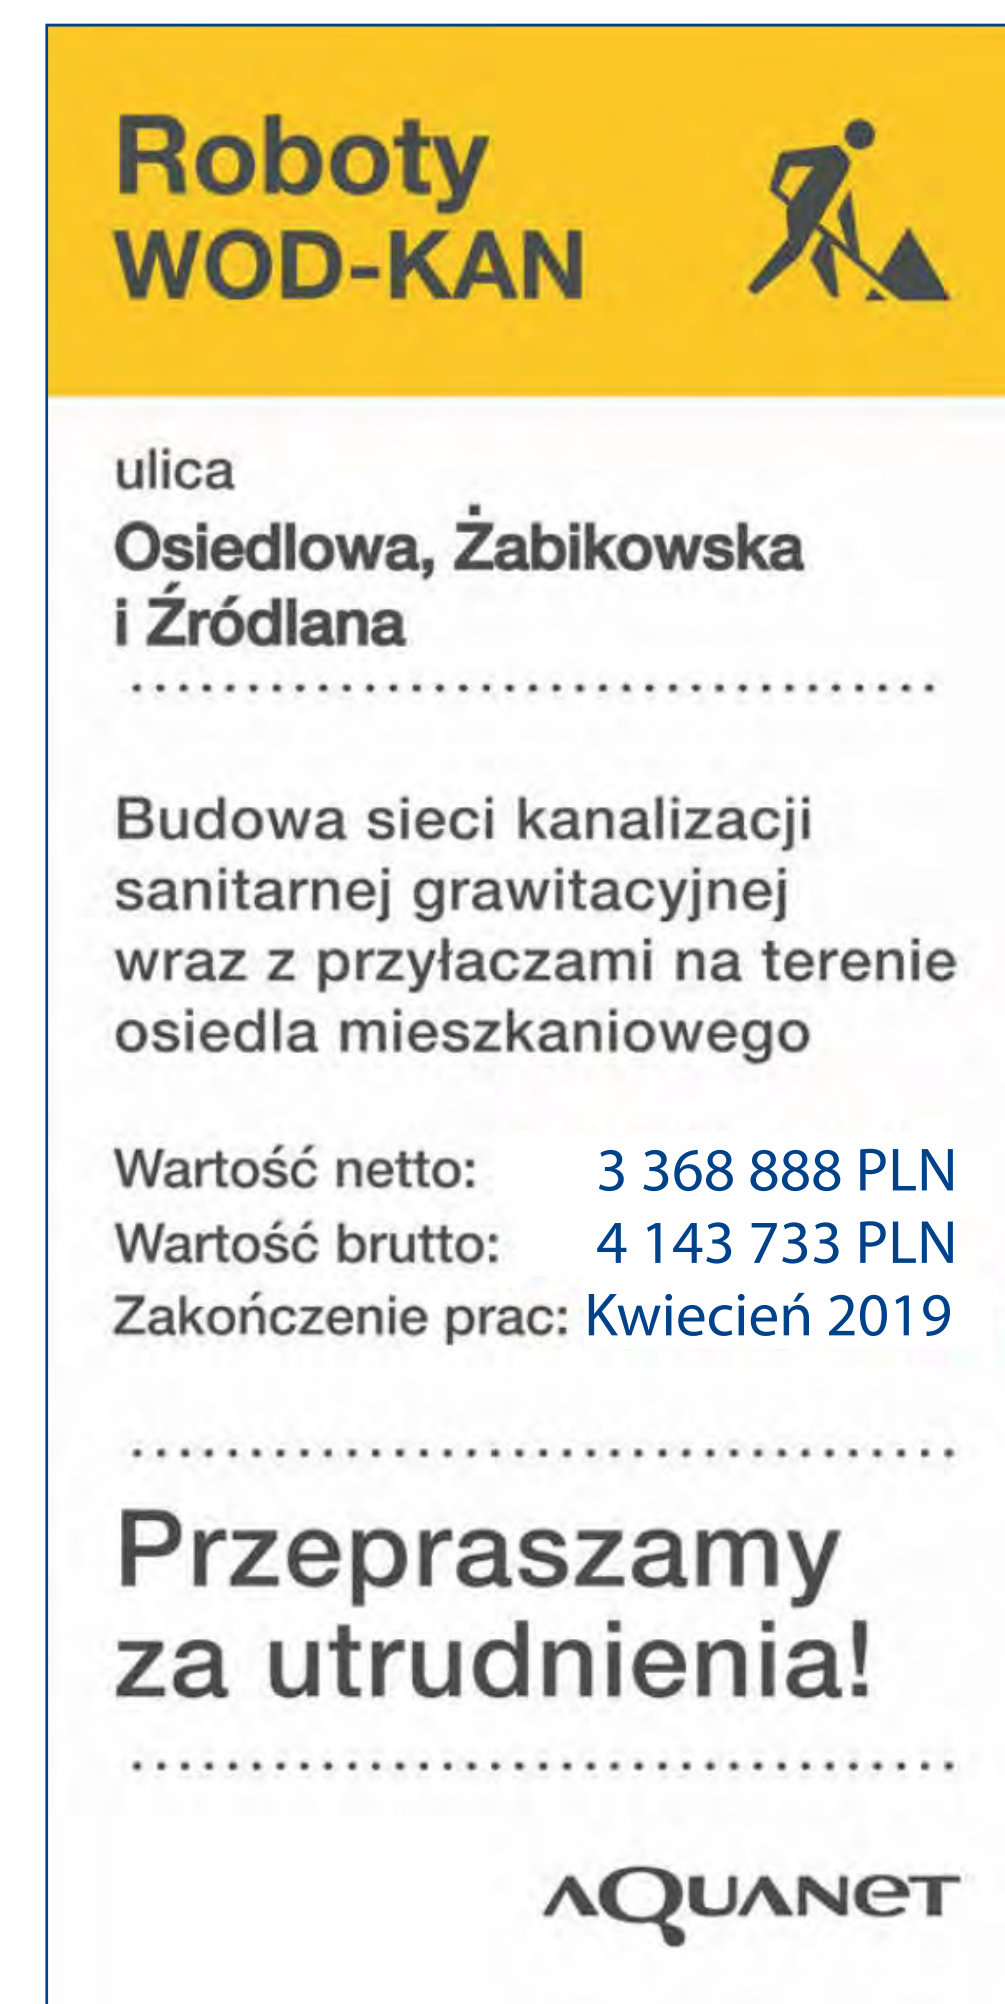 Roboty
WOD-KAN
ulica
Osiedlowa, Żabikowska
i Źródlana
Budowa sieci kanalizacji
sanitarnej grawitacyjnej
wraz z przyłaczami na terenie
osiedla mieszkaniowego
Wartość netto: 3 368 888 PLN
Wartość brutto: 4 143 733 PLN
Zakończenie prac: Kwiecień 2019
Przepraszamy
za utrudnienia!
AQUANET